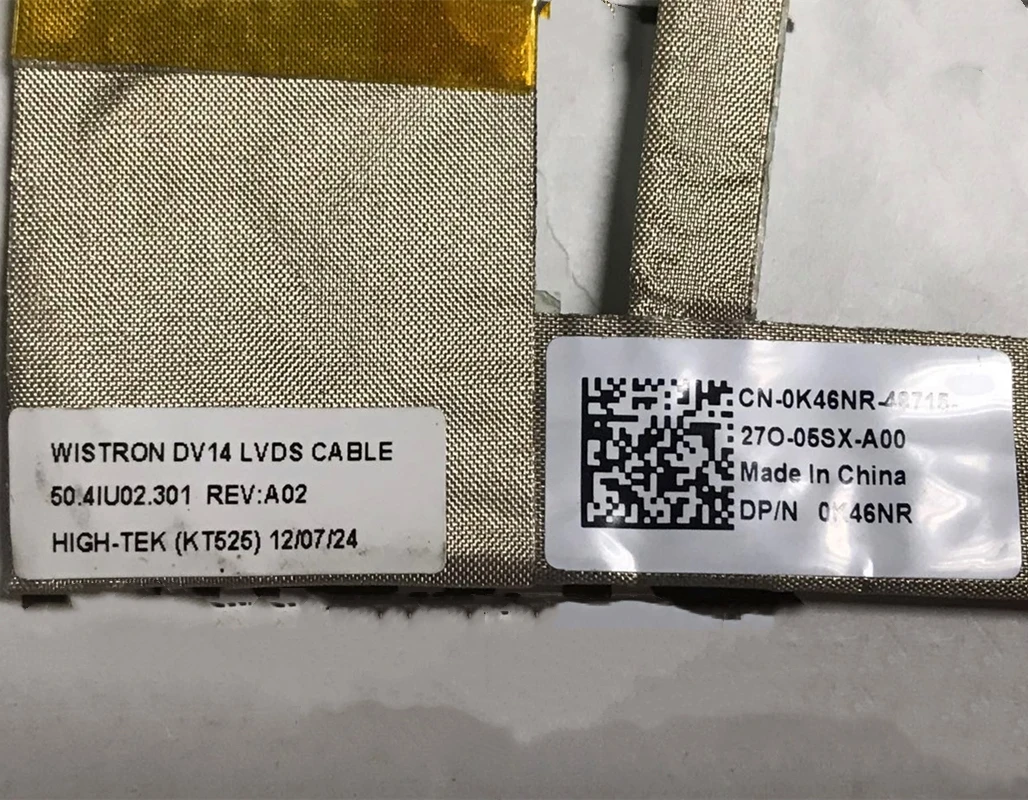 WISTRON DV14 LVDS CABLE
50.4IU02.301 REV:A02
HIGH-TEK (KT525) 12/07/24
CN-0K46NR-48715-
27O-05SX-A00
Made In China
DP/N 0K46NR